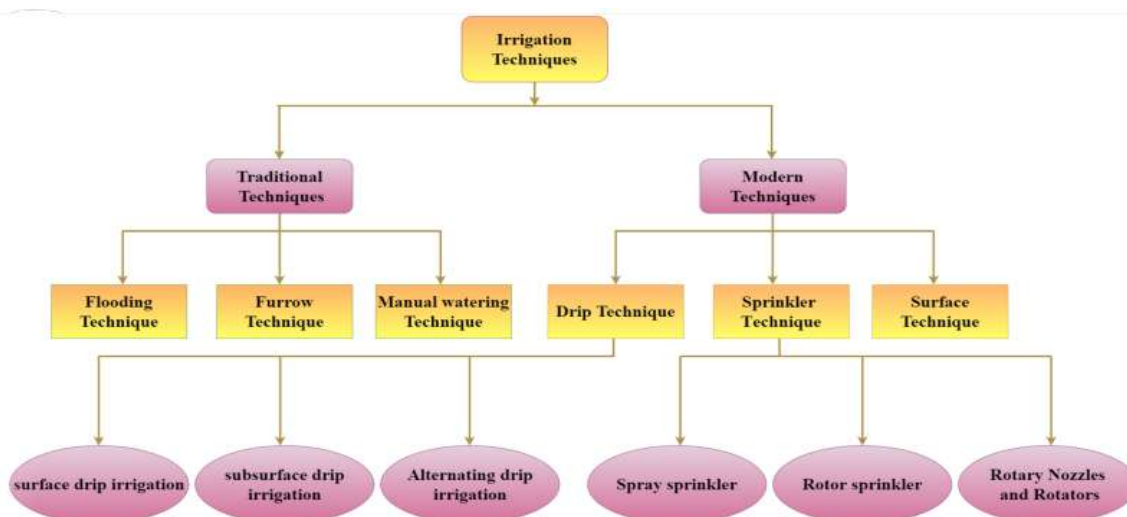 Irrigation
Techniques
Traditional
Techniques
Modern
Techniques
Flooding
Technique
Furrow
Technique
Manual watering
Technique
Drip Technique
Sprinkler
Technique
Surface
Technique
surface drip irrigation
subsurface drip
irrigation
Alternating drip
irrigation
Spray sprinkler
Rotor sprinkler
Rotary Nozzles
and Rotators